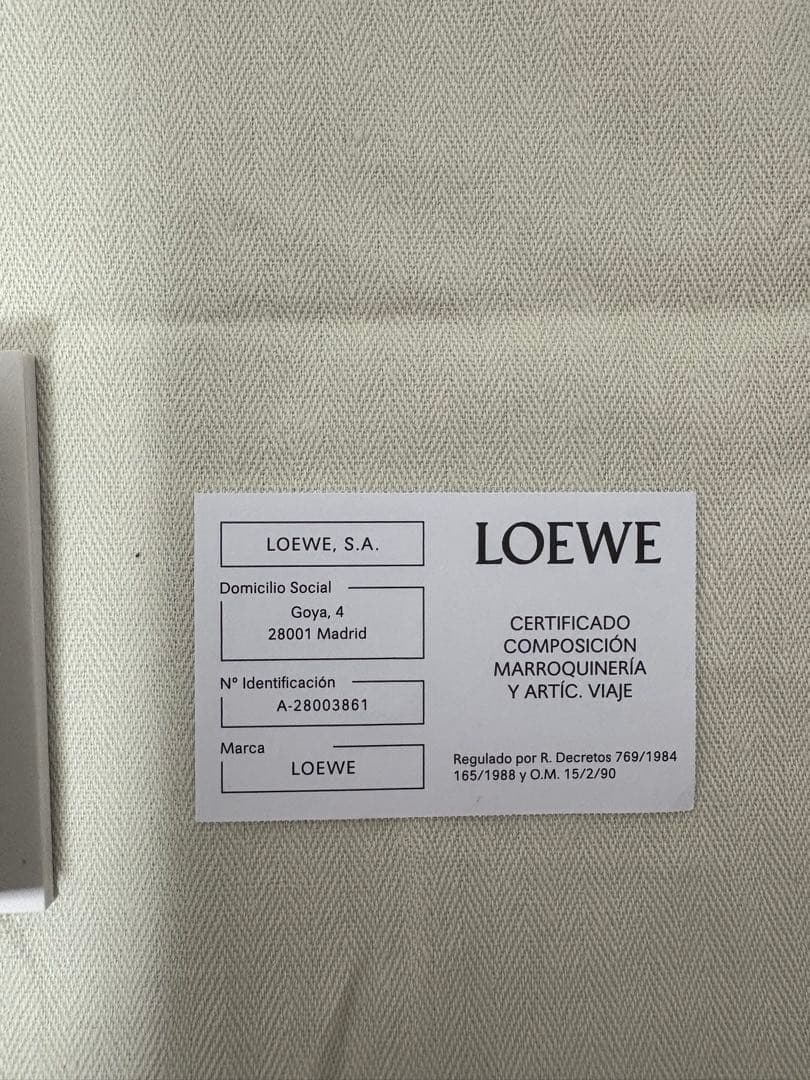 LOEWE, S.A.
Domicilio Social
Goya, 4
28001 Madrid
Nº Identificación
A-28003861
Marca
LOEWE
LOEWE
CERTIFICADO
COMPOSICIÓN
MARROQUINERÍA
Y ARTÍC. VIAJE
Regulado por R. Decretos 769/1984
165/1988 y O.M. 15/2/90